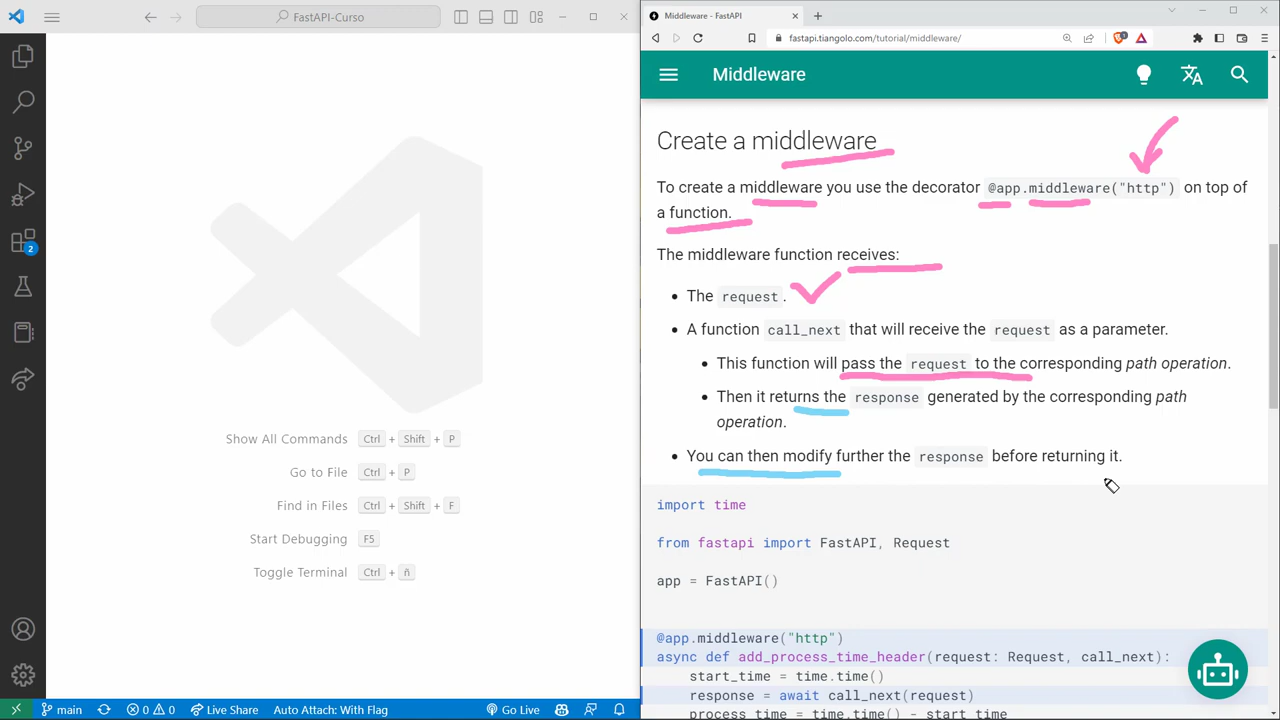 FastAPI-Curso
2
Show All Commands Ctrl + Shift + P
Go to File Ctrl + P
Find in Files Ctrl + Shift + F
Start Debugging F5
Toggle Terminal Ctrl + ñ
main 0 0 Live Share Auto Attach: With Flag Go Live
Middleware - FastAPI
fastapi.tiangolo.com/tutorial/middleware/
1
Middleware
Create a middleware
To create a middleware you use the decorator @app.middleware("http") on top of
a function.
The middleware function receives:
• The request.
• A function call_next that will receive the request as a parameter.
• This function will pass the request to the corresponding path operation.
• Then it returns the response generated by the corresponding path
operation.
• You can then modify further the response before returning it.
import time
from fastapi import FastAPI, Request
app = FastAPI()
@app.middleware("http")
async def add_process_time_header(request: Request, call_next):
start_time = time.time()
response = await call_next(request)
process_time = time.time() - start_time